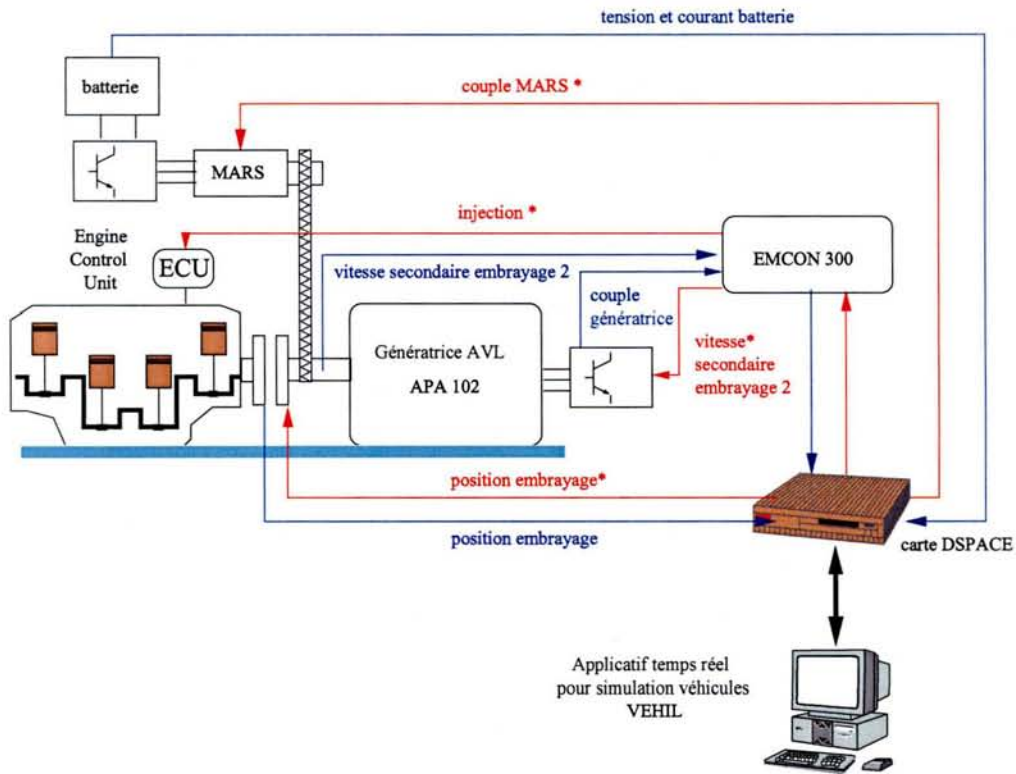 tension et courant batterie
batterie
couple MARS *
MARS
injection *
Engine
Control
Unit
ECU
EMCON 300
vitesse secondaire embrayage 2
couple
génératrice
Génératrice AVL
APA 102
vitesse*
secondaire
embrayage 2
position embrayage*
position embrayage
carte DSPACE
Applicatif temps réel
pour simulation véhicules
VEHIL